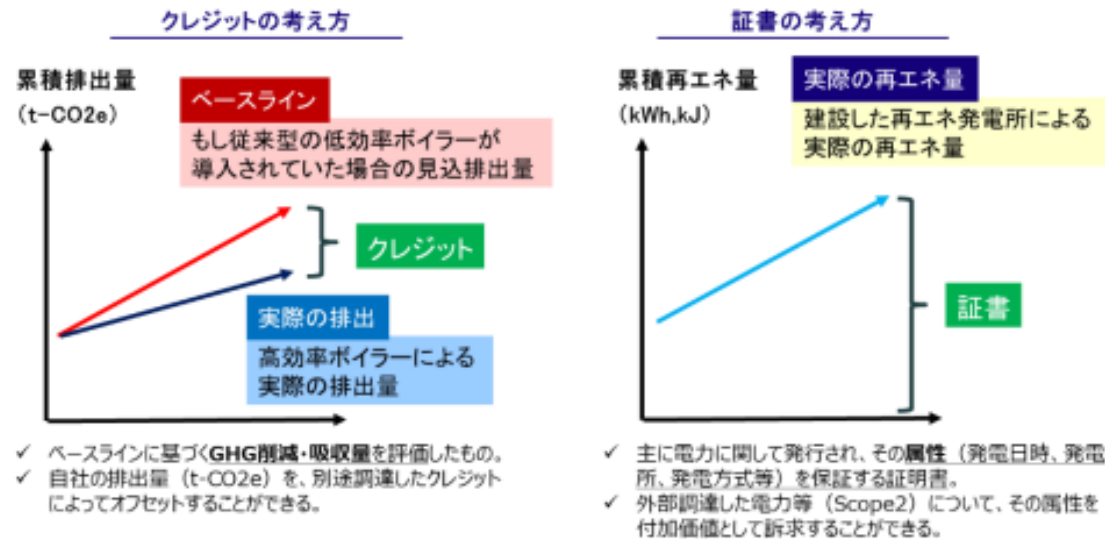 クレジットの考え方
累積排出量
(t-CO2e)
ベースライン
もし従来型の低効率ボイラーが
導入されていた場合の見込排出量
クレジット
実際の排出
高効率ボイラーによる
実際の排出量
✓ ベースラインに基づくGHG削減・吸収量を評価したもの。
✓ 自社の排出量（t-CO2e）を、別途調達したクレジット
によってオフセットすることができる。
証書の考え方
累積再エネ量
(kWh,kJ)
実際の再エネ量
建設した再エネ発電所による
実際の再エネ量
証書
✓ 主に電力に関して発行され、その属性（発電日時、発電
所、発電方式等）を保証する証明書。
✓ 外部調達した電力等（Scope2）について、その属性を
付加価値として訴求することができる。